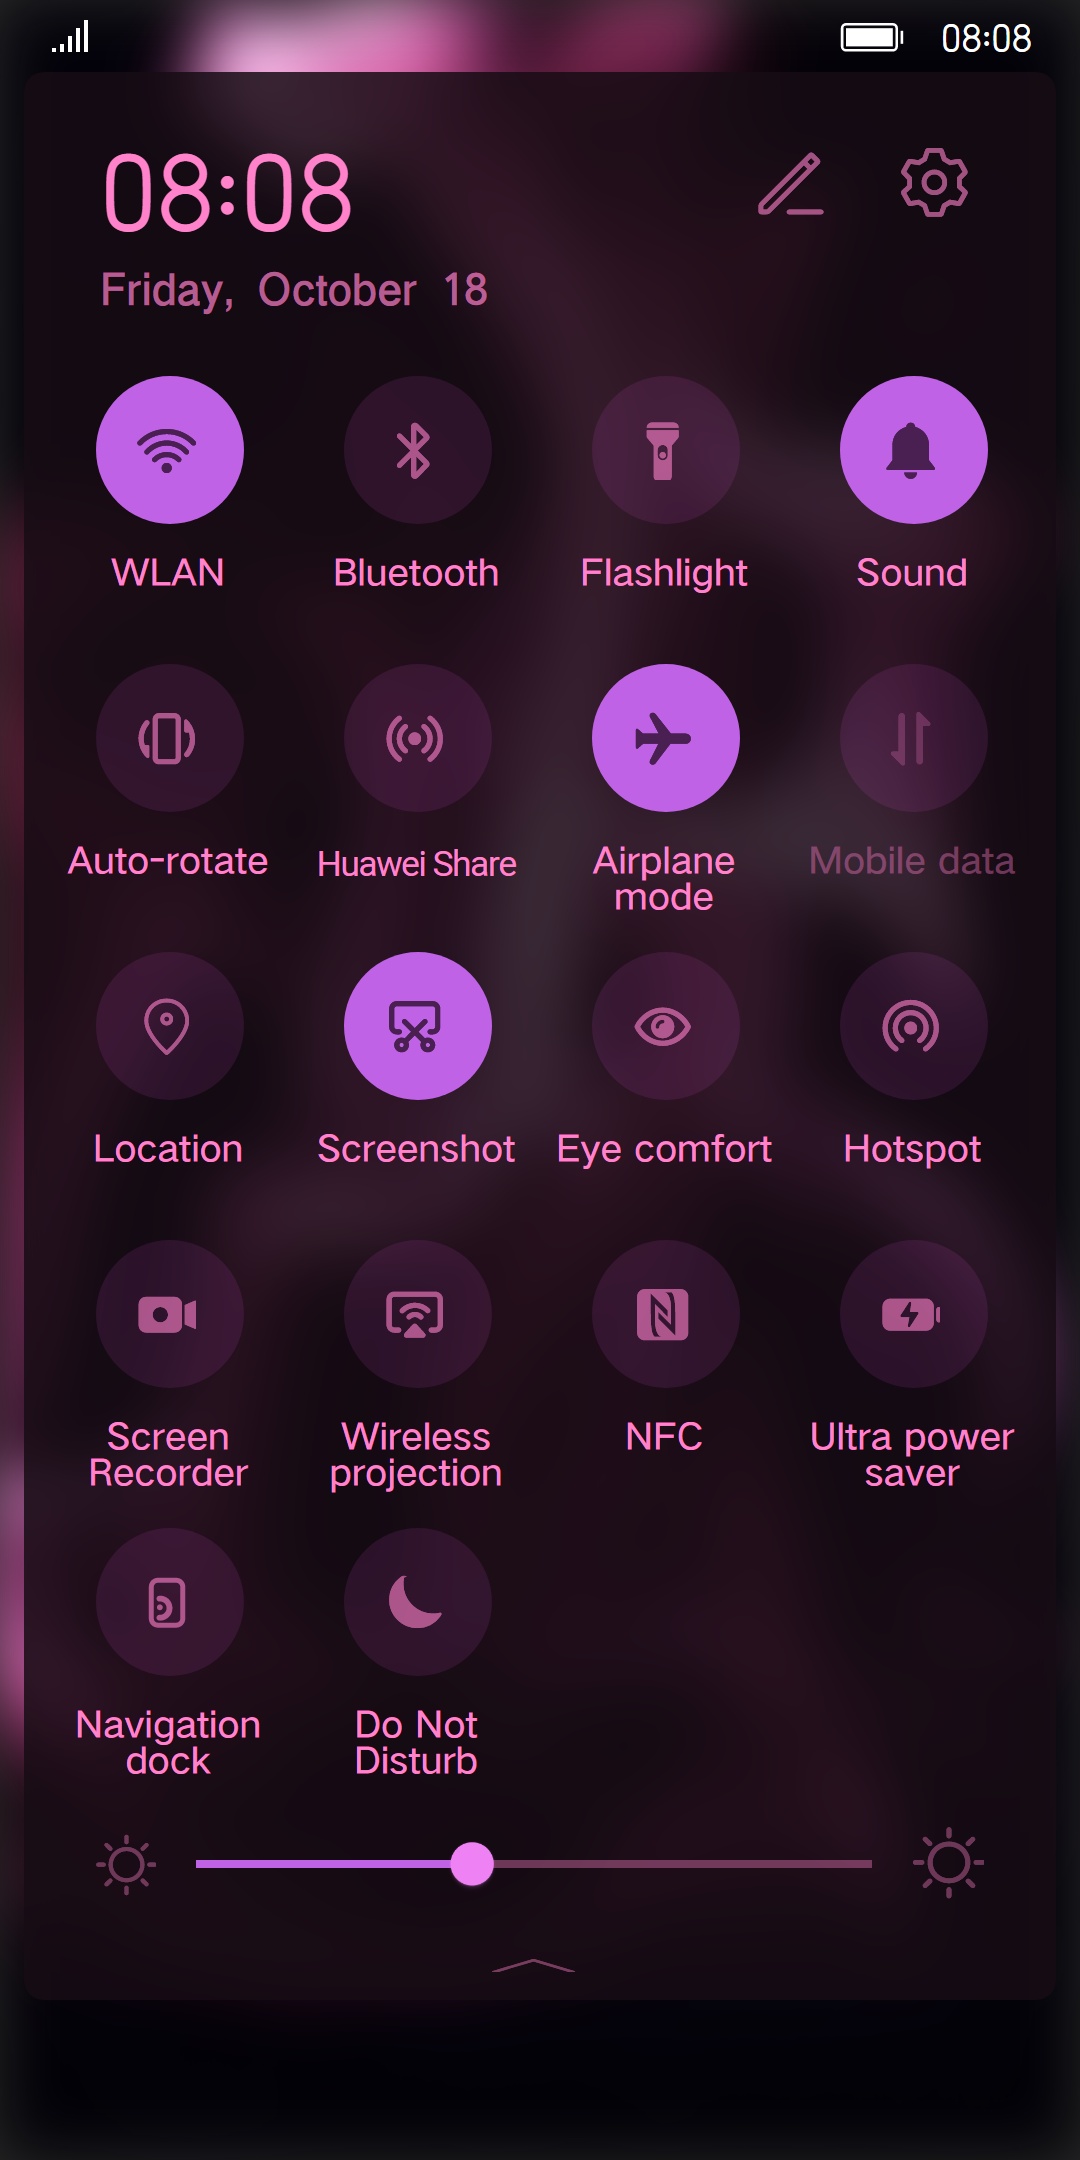 08:08
08:08
Friday, October 18
WLAN
Bluetooth
Flashlight
Sound
Auto-rotate
Huawei Share
Airplane
mode
Mobile data
Location
Screenshot
Eye comfort
Hotspot
Screen
Recorder
Wireless
projection
NFC
Ultra power
saver
Navigation
dock
Do Not
Disturb